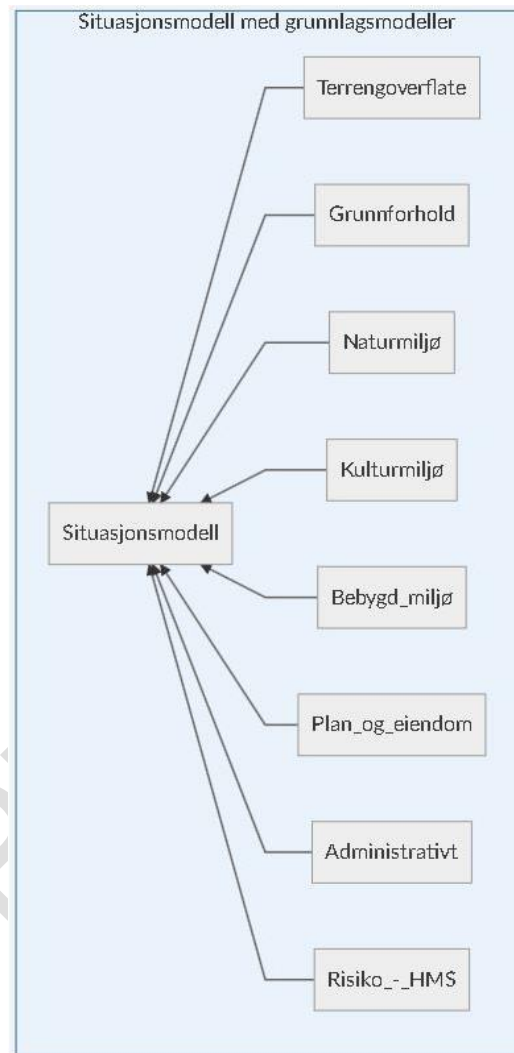 Situasjonsmodell med grunnlagsmodeller
Terrengoverflate
Grunnforhold
Naturmiljø
Kulturmiljø
Situasjonsmodell
Bebygd_miljø
Plan_og_eiendom
Administrativt
Risiko_-_HMS